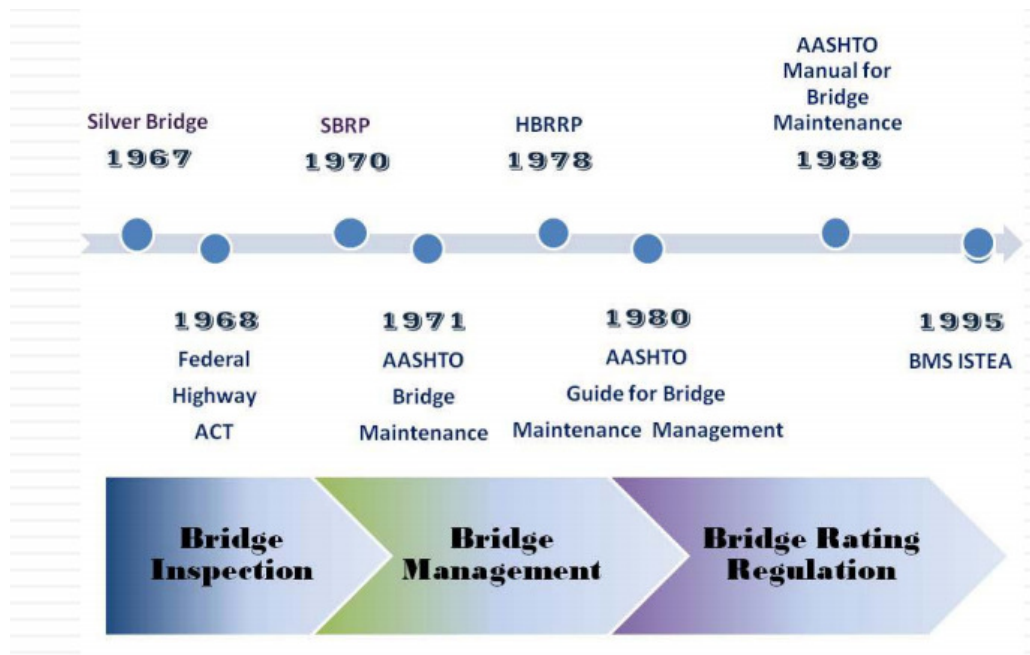 Silver Bridge
1967
SBRP
1970
HBRRP
1978
AASHTO
Manual for
Bridge
Maintenance
1988
1968
Federal
Highway
ACT
1971
AASHTO
Bridge
Maintenance
1980
AASHTO
Guide for Bridge
Maintenance Management
1995
BMS ISTEA
Bridge
Inspection
Bridge
Management
Bridge Rating
Regulation